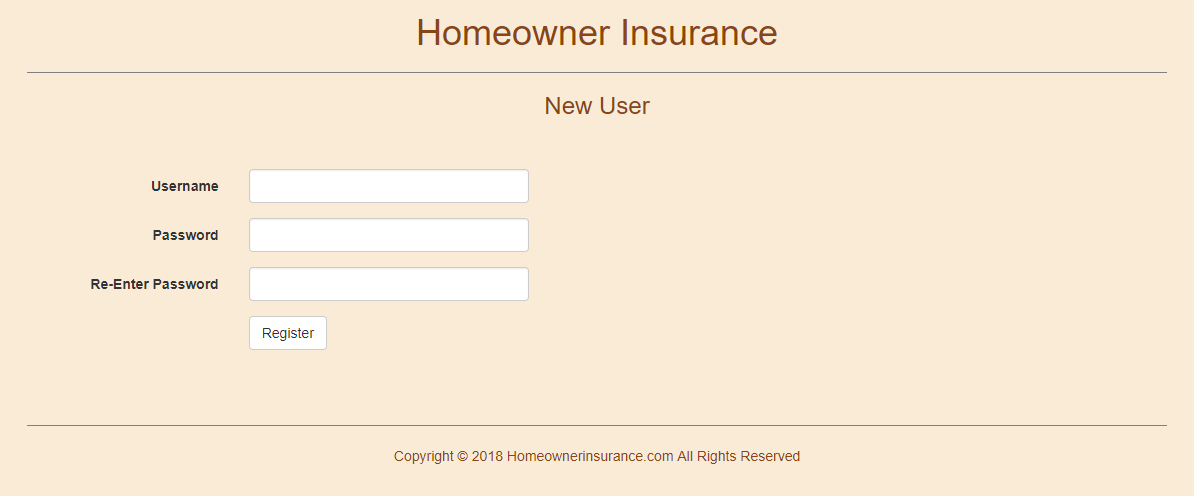 Homeowner Insurance
New User
Username
Password
Re-Enter Password
Register
Copyright © 2018 Homeownerinsurance.com All Rights Reserved